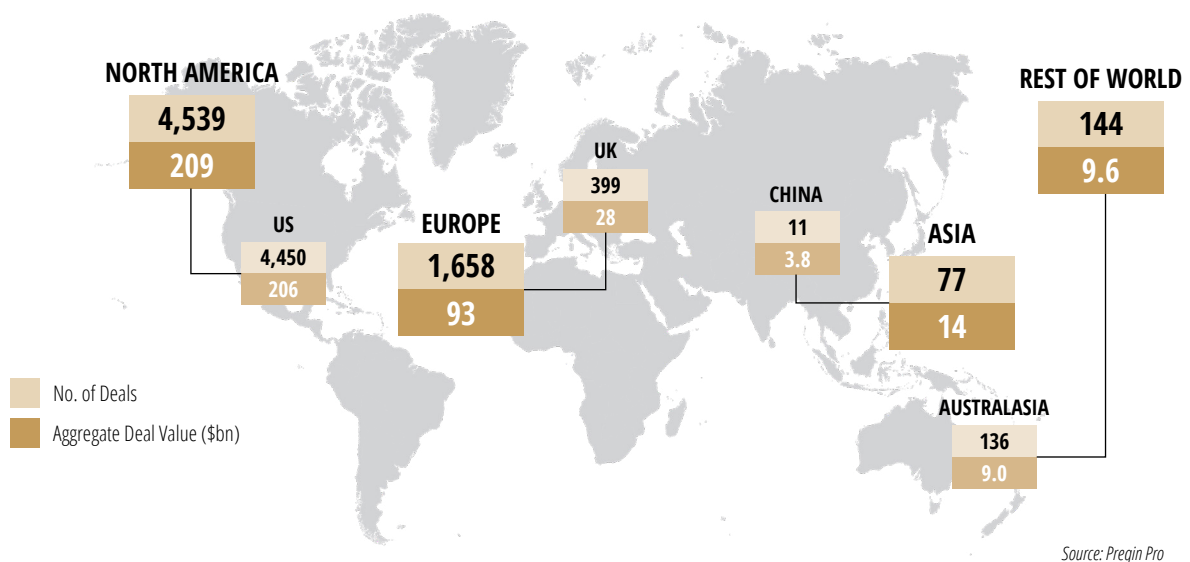 NORTH AMERICA
4,539
209
US
4,450
206
EUROPE
1,658
93
UK
399
28
CHINA
11
3.8
ASIA
77
14
REST OF WORLD
144
9.6
AUSTRALASIA
136
9.0
No. of Deals
Aggregate Deal Value ($bn)
Source: Preqin Pro